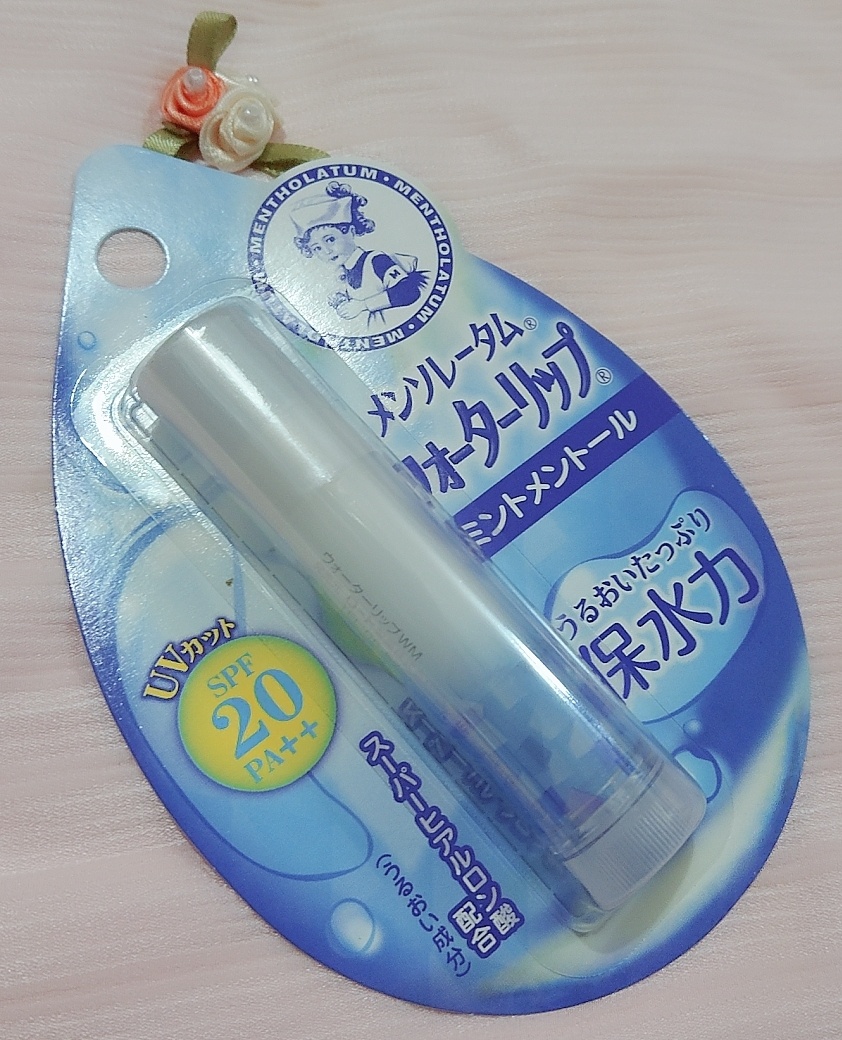 MENTHOLATUM・MENTHOLATUM・
メンソレータム®
ウォーターリップ®
ミントメントール
うるおいたっぷり
保水力
ウォーターリップWM
UVカット
SPF
20
PA++
スーパーヒアルロン酸
配合
(うるおい成分)